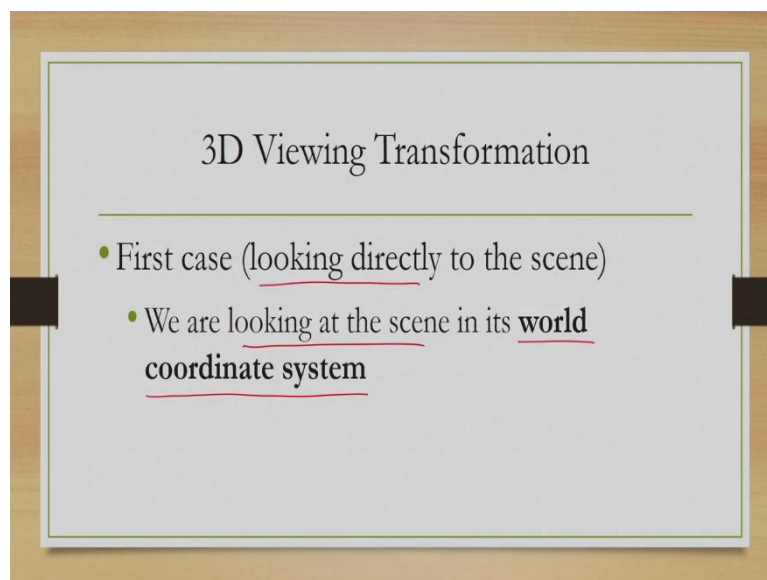 3D Viewing Transformation
• First case (looking directly to the scene)
• We are looking at the scene in its world
coordinate system